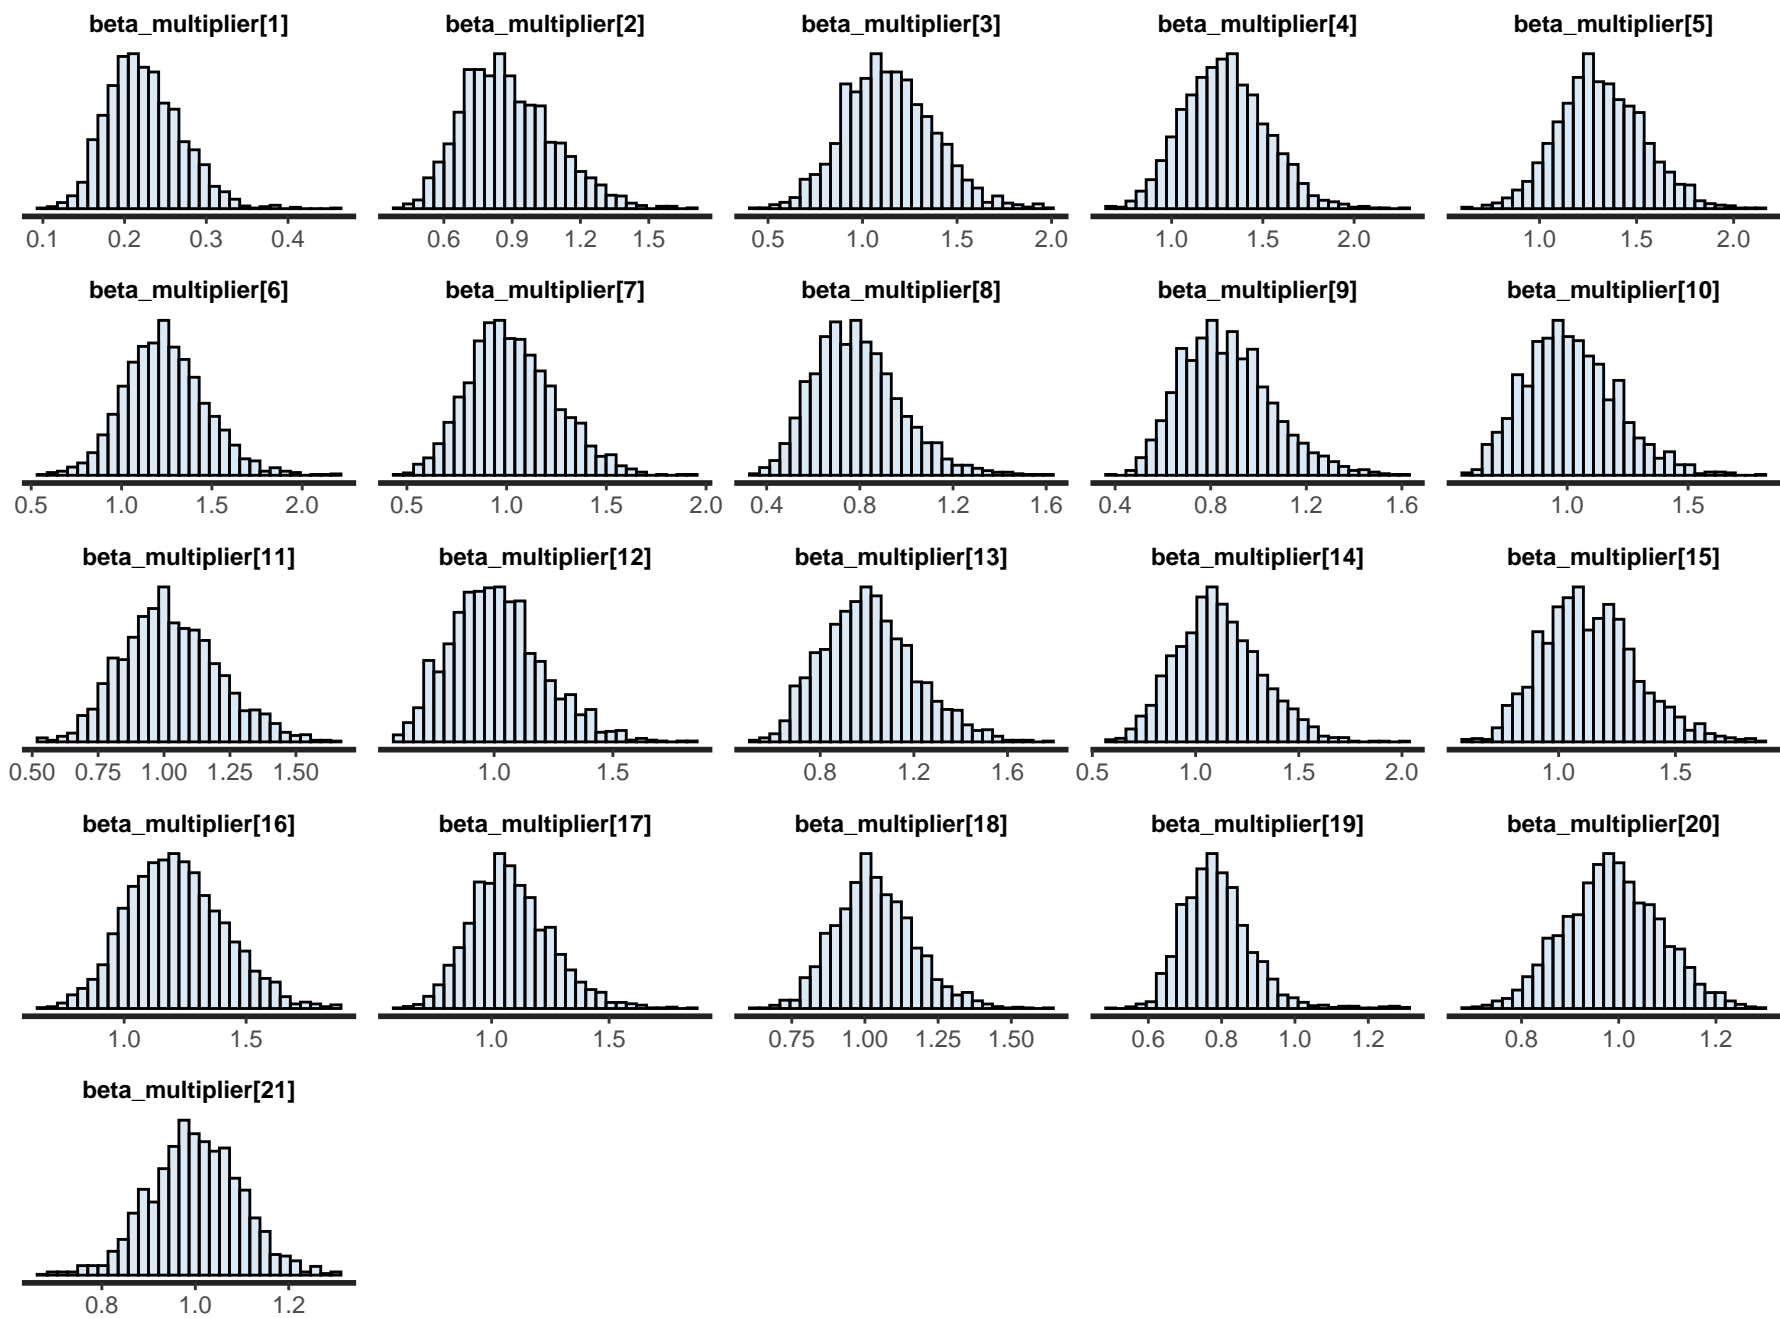 beta_multiplier[1] beta_multiplier[2] beta_multiplier[3] beta_multiplier[4] beta_multiplier[5]
0.1 0.2 0.3 0.4 0.6 0.9 1.2 1.5 0.5 1.0 1.5 2.0 1.0 1.5 2.0 1.0 1.5 2.0
beta_multiplier[6] beta_multiplier[7] beta_multiplier[8] beta_multiplier[9] beta_multiplier[10]
0.5 1.0 1.5 2.0 0.5 1.0 1.5 2.0 0.4 0.8 1.2 1.6 0.4 0.8 1.2 1.6 1.0 1.5
beta_multiplier[11] beta_multiplier[12] beta_multiplier[13] beta_multiplier[14] beta_multiplier[15]
0.50 0.75 1.00 1.25 1.50 1.0 1.5 0.8 1.2 1.6 0.5 1.0 1.5 2.0 1.0 1.5
beta_multiplier[16] beta_multiplier[17] beta_multiplier[18] beta_multiplier[19] beta_multiplier[20]
1.0 1.5 1.0 1.5 0.75 1.00 1.25 1.50 0.6 0.8 1.0 1.2 0.8 1.0 1.2
beta_multiplier[21]
0.8 1.0 1.2